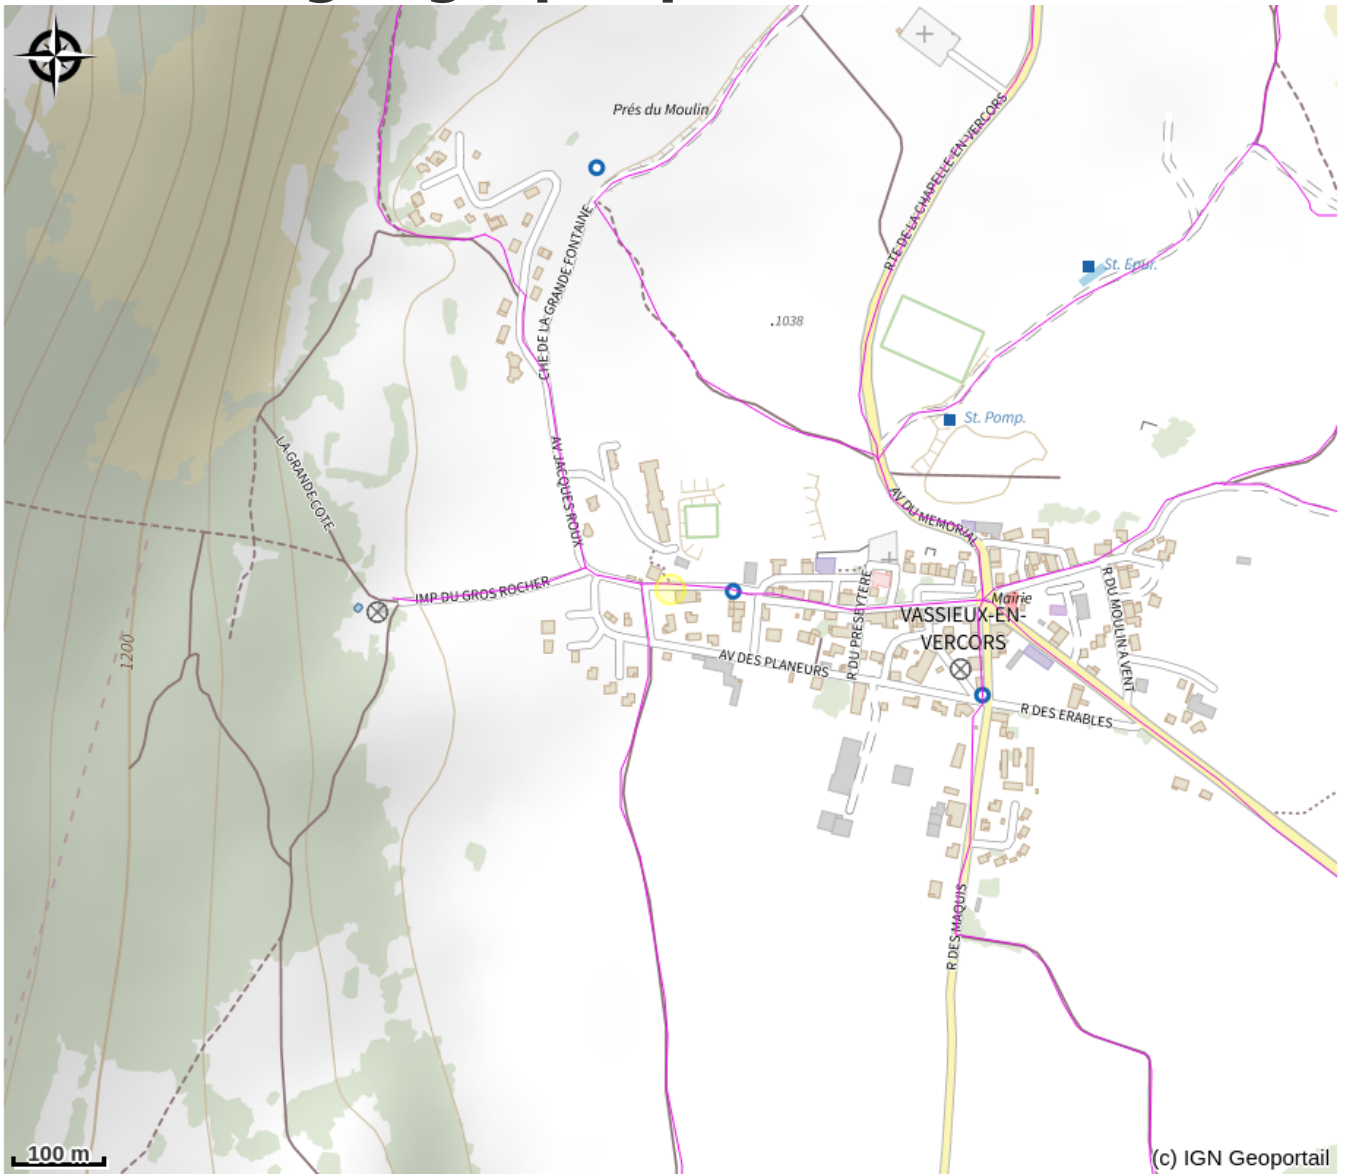 Prés du Moulin
RTE DE LA CHAPELLE-EN-VERCORS
CHE DE LA GRANDE FONTAINE
St. Epur.
.1038
St. Pomp.
LA GRANDE COTE
AV JACQUES ROUX
AV DU MEMORIAL
IMP DU GROS ROCHER
R DU PRESBYTERE
Mairie
VASSIEUX-EN-
VERCORS
R DU MOULIN A VENT
1200
AV DES PLANEURS
R DES ERABLES
R DES MAQUIS
100 m
(c) IGN Geoportail